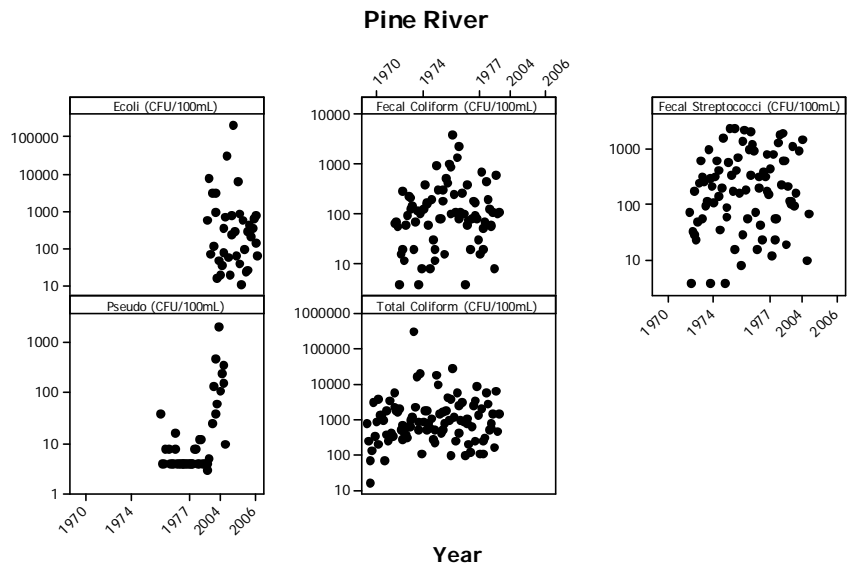 Pine River
1970 1974 1977 2004 2006
Ecoli (CFU/100mL)
100000
10000
1000
100
10
Fecal Coliform (CFU/100mL)
10000
1000
100
10
Fecal Streptococci (CFU/100mL)
1000
100
10
1970 1974 1977 2004 2006
Pseudo (CFU/100mL)
1000
100
10
1
1970 1974 1977 2004 2006
Total Coliform (CFU/100mL)
1000000
100000
10000
1000
100
10
Year